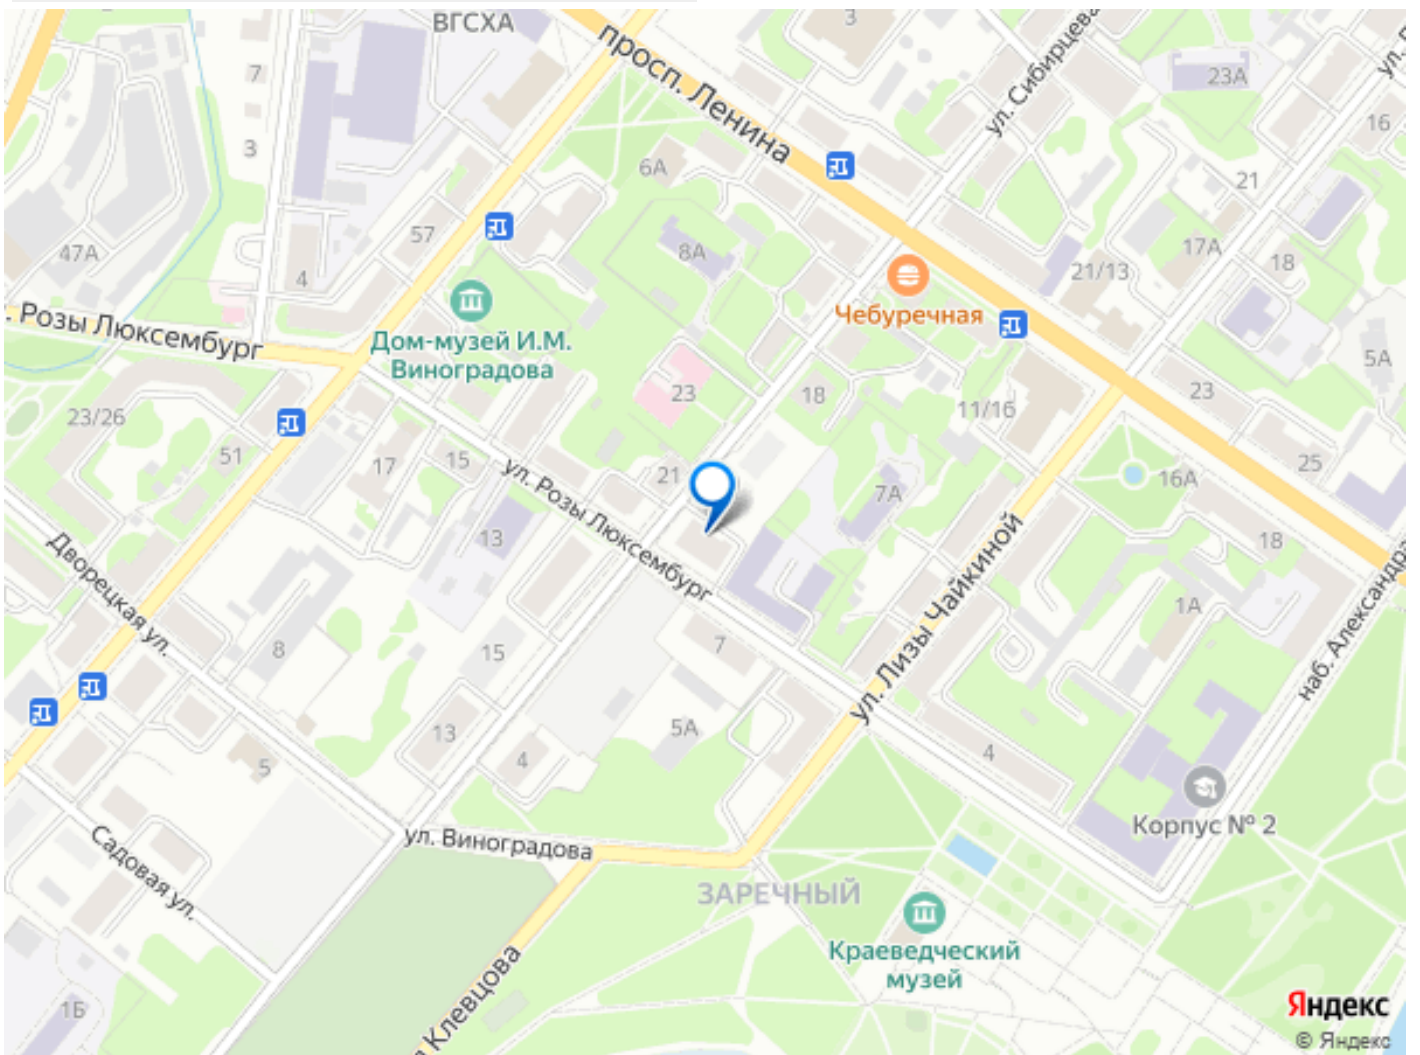 ВГСХА
3
7
просп. Ленина
ул. Сибирцева
23А
16
3
6А
21
57
8А
17А
47А
4
21/13
18
Чебуречная
. Розы Люксембург
Дом-музей И.М.
Виноградова
5А
23
18
23
23/26
11/16
51
17
15
ул. Розы Люксембург
21
7А
16А
25
13
Дворецкая ул.
18
ул. Лизы Чайкиной
наб. Александра
1А
8
15
7
13
5А
4
4
5
Корпус № 2
ул. Виноградова
Садовая ул.
ЗАРЕЧНЫЙ
Краеведческий
музей
Клевцова
1Б
Яндекс
© Яндекс